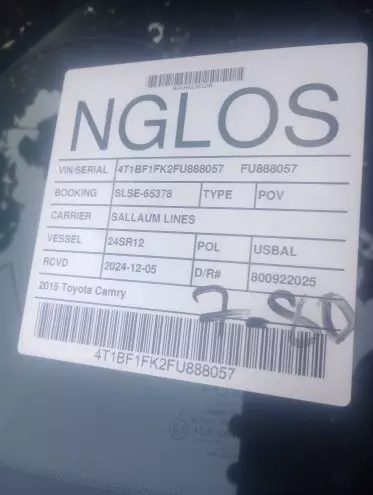 NGLOS
VIN/SERIAL 4T1BF1FK2FU888057 FU888057
BOOKING SLSE-65378 TYPE POV
CARRIER SALLAUM LINES
VESSEL 24SR12 POL USBAL
RCVD 2024-12-05 D/R# 800922025
2015 Toyota Camry
4T1BF1FK2FU888057